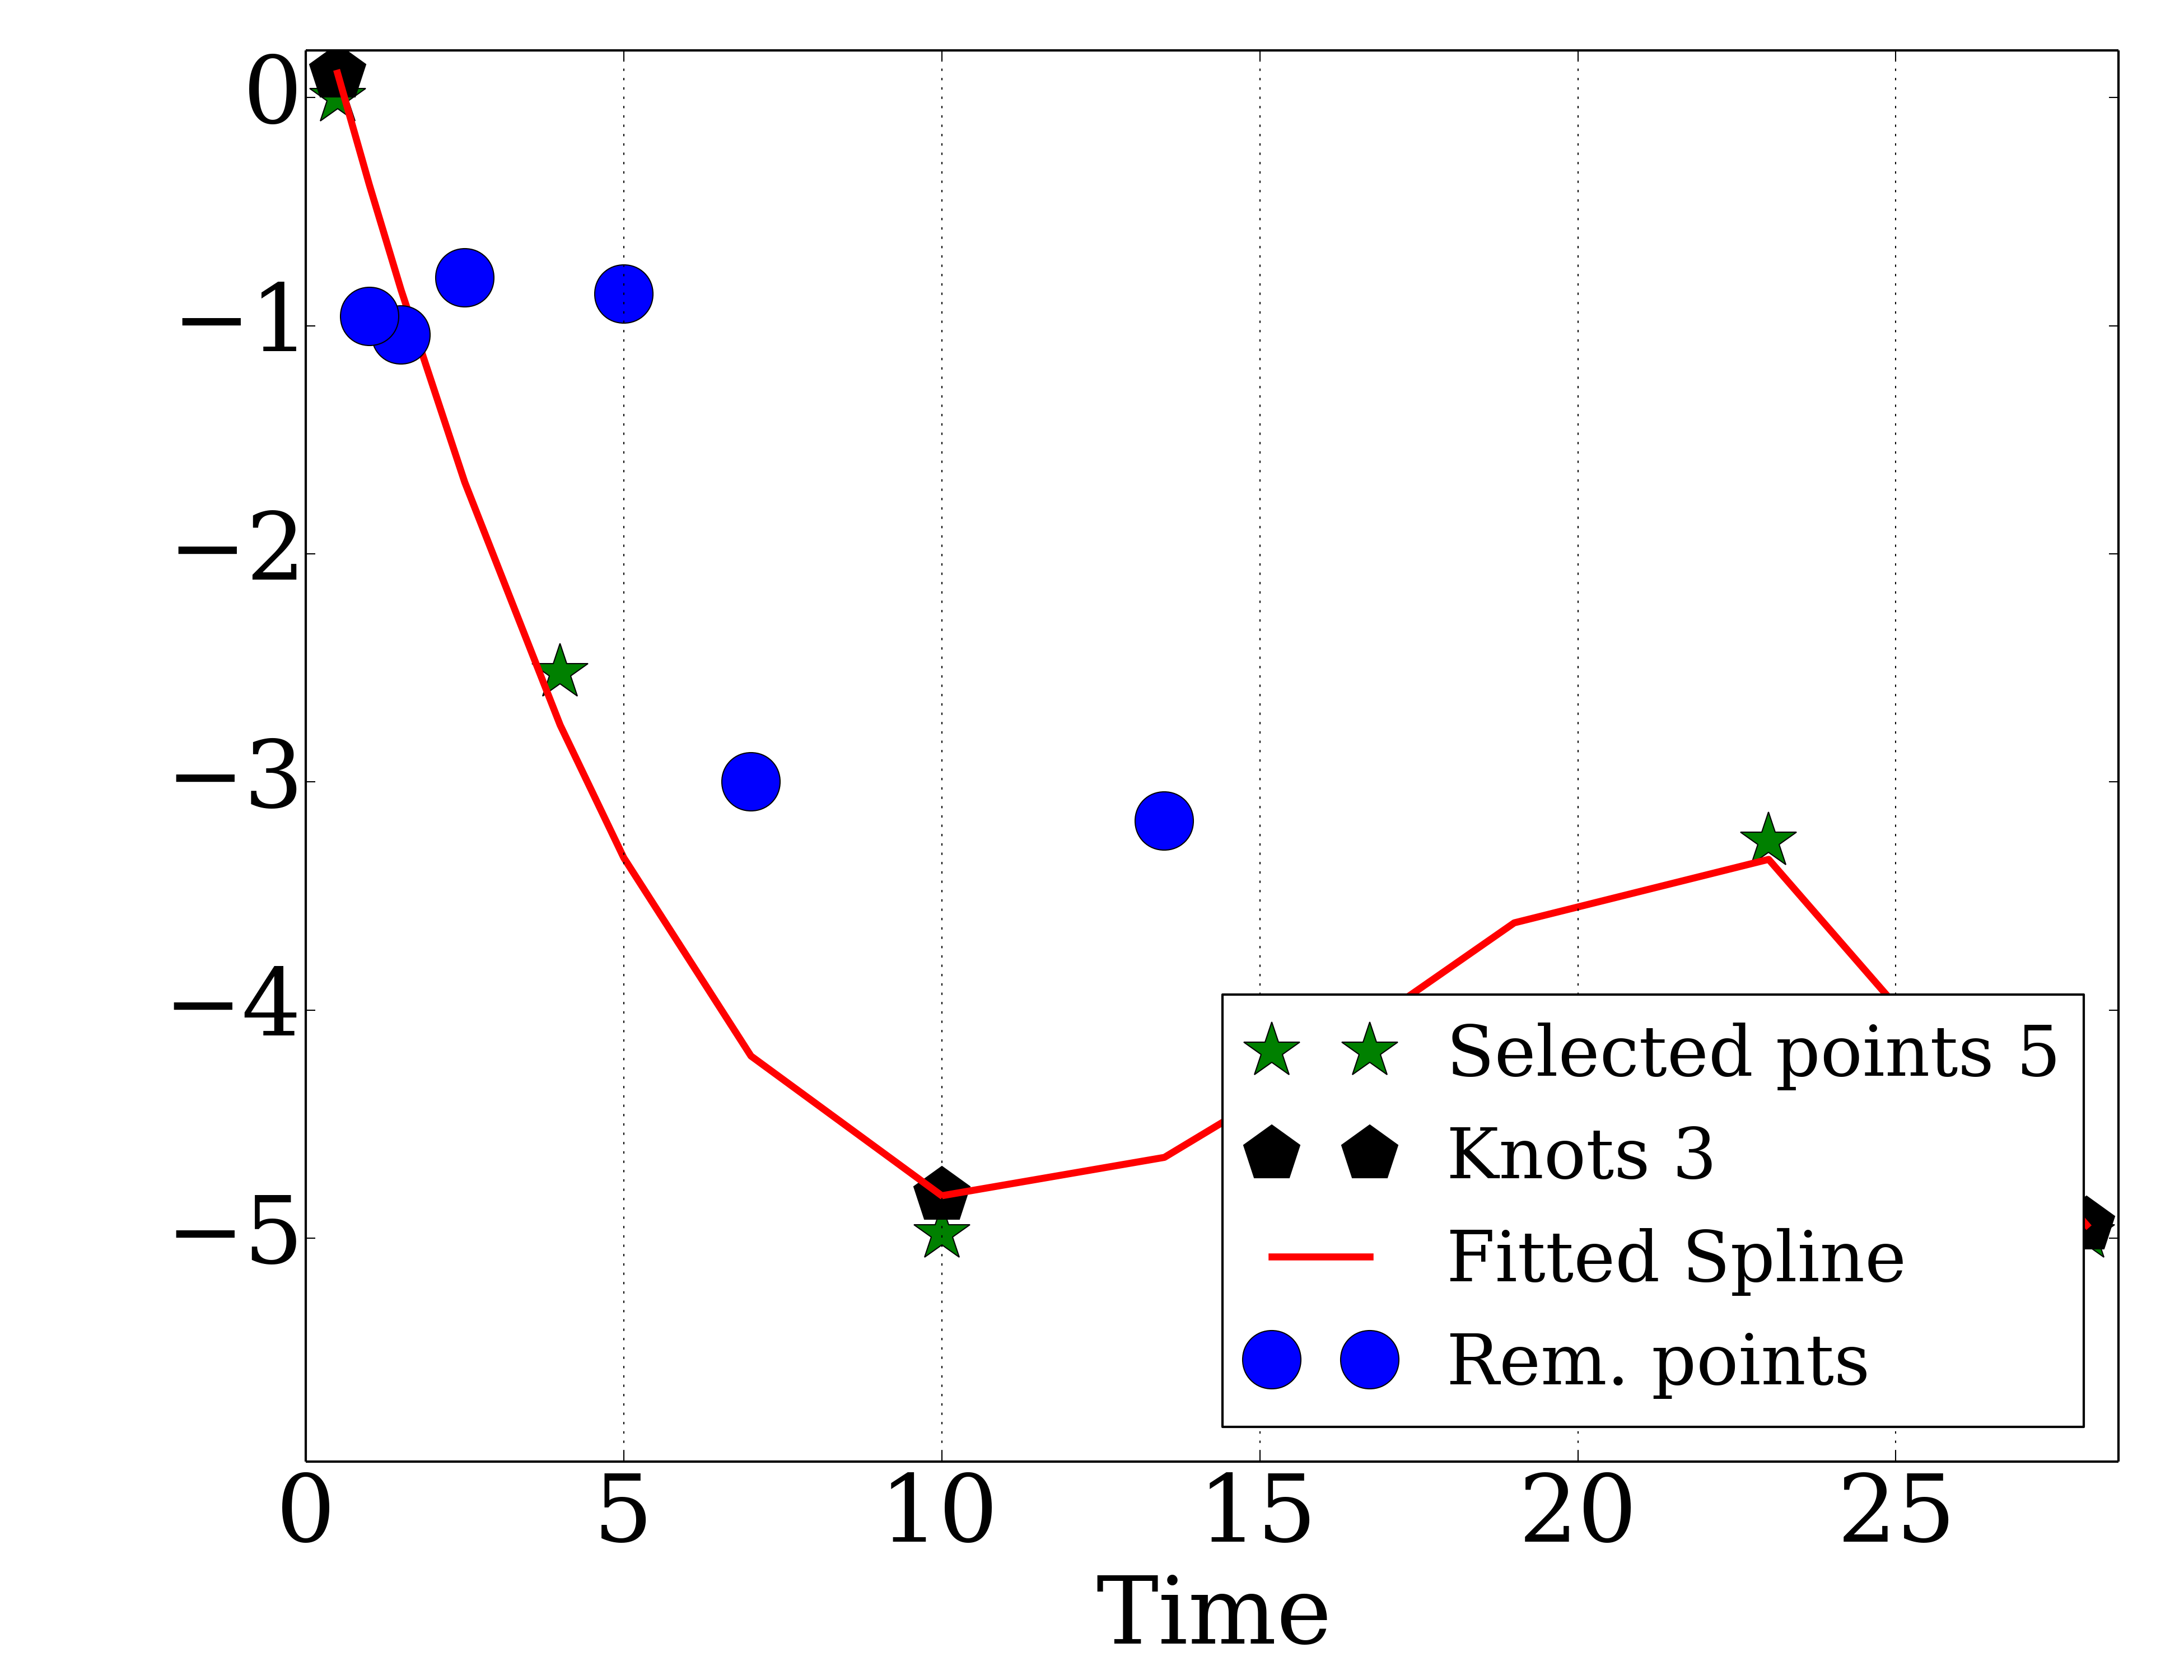 0
−1
−2
−3
−4
−5
Selected points 5
Knots 3
Fitted Spline
Rem. points
0 5 10 15 20 25
Time